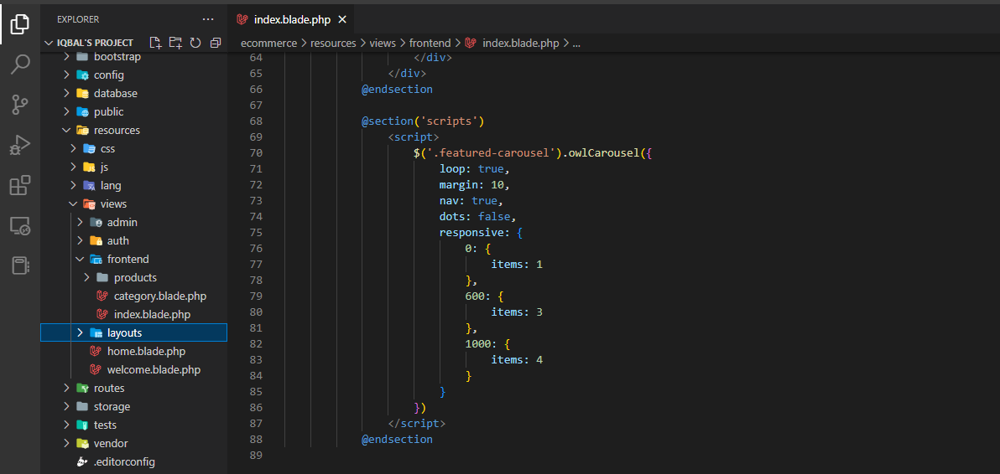 EXPLORER
IQBAL'S PROJECT
bootstrap
config
database
public
resources
css
js
lang
views
admin
auth
frontend
products
category.blade.php
index.blade.php
layouts
home.blade.php
welcome.blade.php
routes
storage
tests
vendor
.editorconfig
index.blade.php
ecommerce > resources > views > frontend > index.blade.php > ...
64 </div>
65 </div>
66 @endsection
67
68 @section('scripts')
69 <script>
70 $('.featured-carousel').owlCarousel({
71 loop: true,
72 margin: 10,
73 nav: true,
74 dots: false,
75 responsive: {
76 0: {
77 items: 1
78 },
79 600: {
80 items: 3
81 },
82 1000: {
83 items: 4
84 }
85 }
86 })
87 </script>
88 @endsection
89